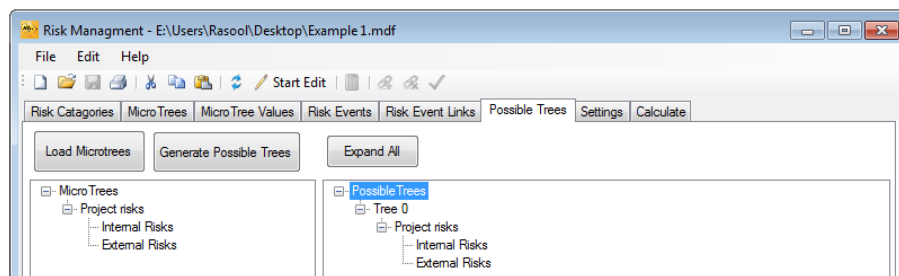 Risk Managment - E:\Users\Rasool\Desktop\Example 1.mdf
File Edit Help
Start Edit
Risk Catagories MicroTrees MicroTree Values Risk Events Risk Event Links Possible Trees Settings Calculate
Load Microtrees Generate Possible Trees Expand All
MicroTrees
Project risks
Internal Risks
External Risks
Possible Trees
Tree 0
Project risks
Internal Risks
External Risks